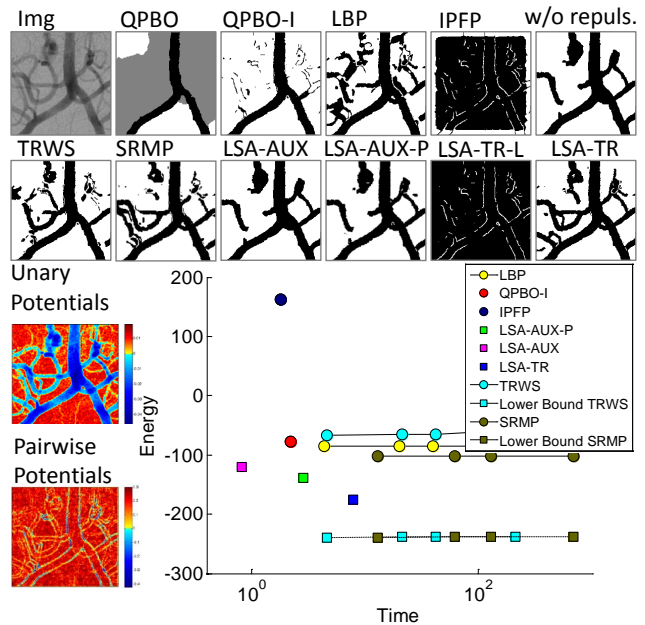 Img QPBO QPBO-I LBP IPFP w/o repuls.
TRWS SRMP LSA-AUX LSA-AUX-P LSA-TR-L LSA-TR
Unary
Potentials
Pairwise
Potentials
200
100
0
-100
-200
-300
Energy
10^0 10^2
Time
LBP
QPBO-I
IPFP
LSA-AUX-P
LSA-AUX
LSA-TR
TRWS
Lower Bound TRWS
SRMP
Lower Bound SRMP